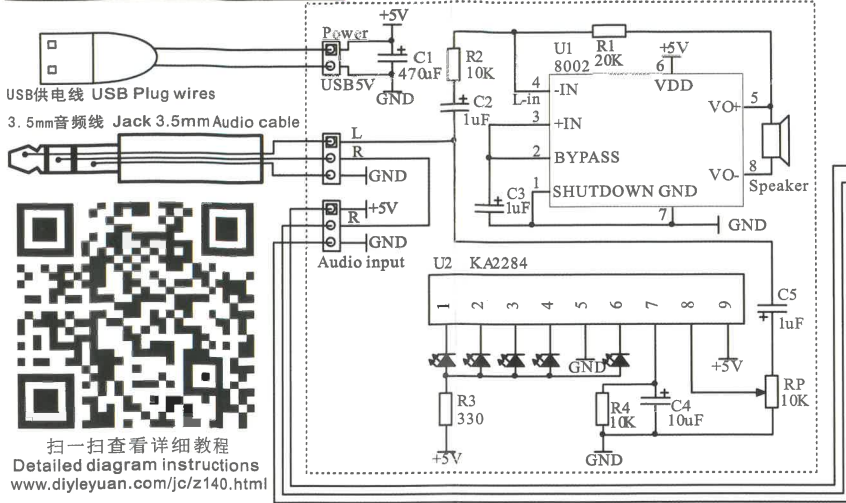 +5V
Power
C1
470uF
USB5V
GND
USB供电线 USB Plug wires
3.5mm音频线 Jack 3.5mm Audio cable
L
R
GND
+5V
R
GND
Audio input
R2
10K
C2
1uF
R1
20K
U1
8002
+5V
6
VDD
4
-IN
L-in
3
+IN
2
BYPASS
1
SHUTDOWN GND
7
5
VO+
8
VO-
Speaker
C3
1uF
GND
U2 KA2284
1 2 3 4 5 6 7 8 9
GND
+5V
C5
1uF
RP
10K
R3
330
+5V
R4
10K
C4
10uF
GND
扫一扫查看详细教程
Detailed diagram instructions
www.diyleyuan.com/jc/z140.html